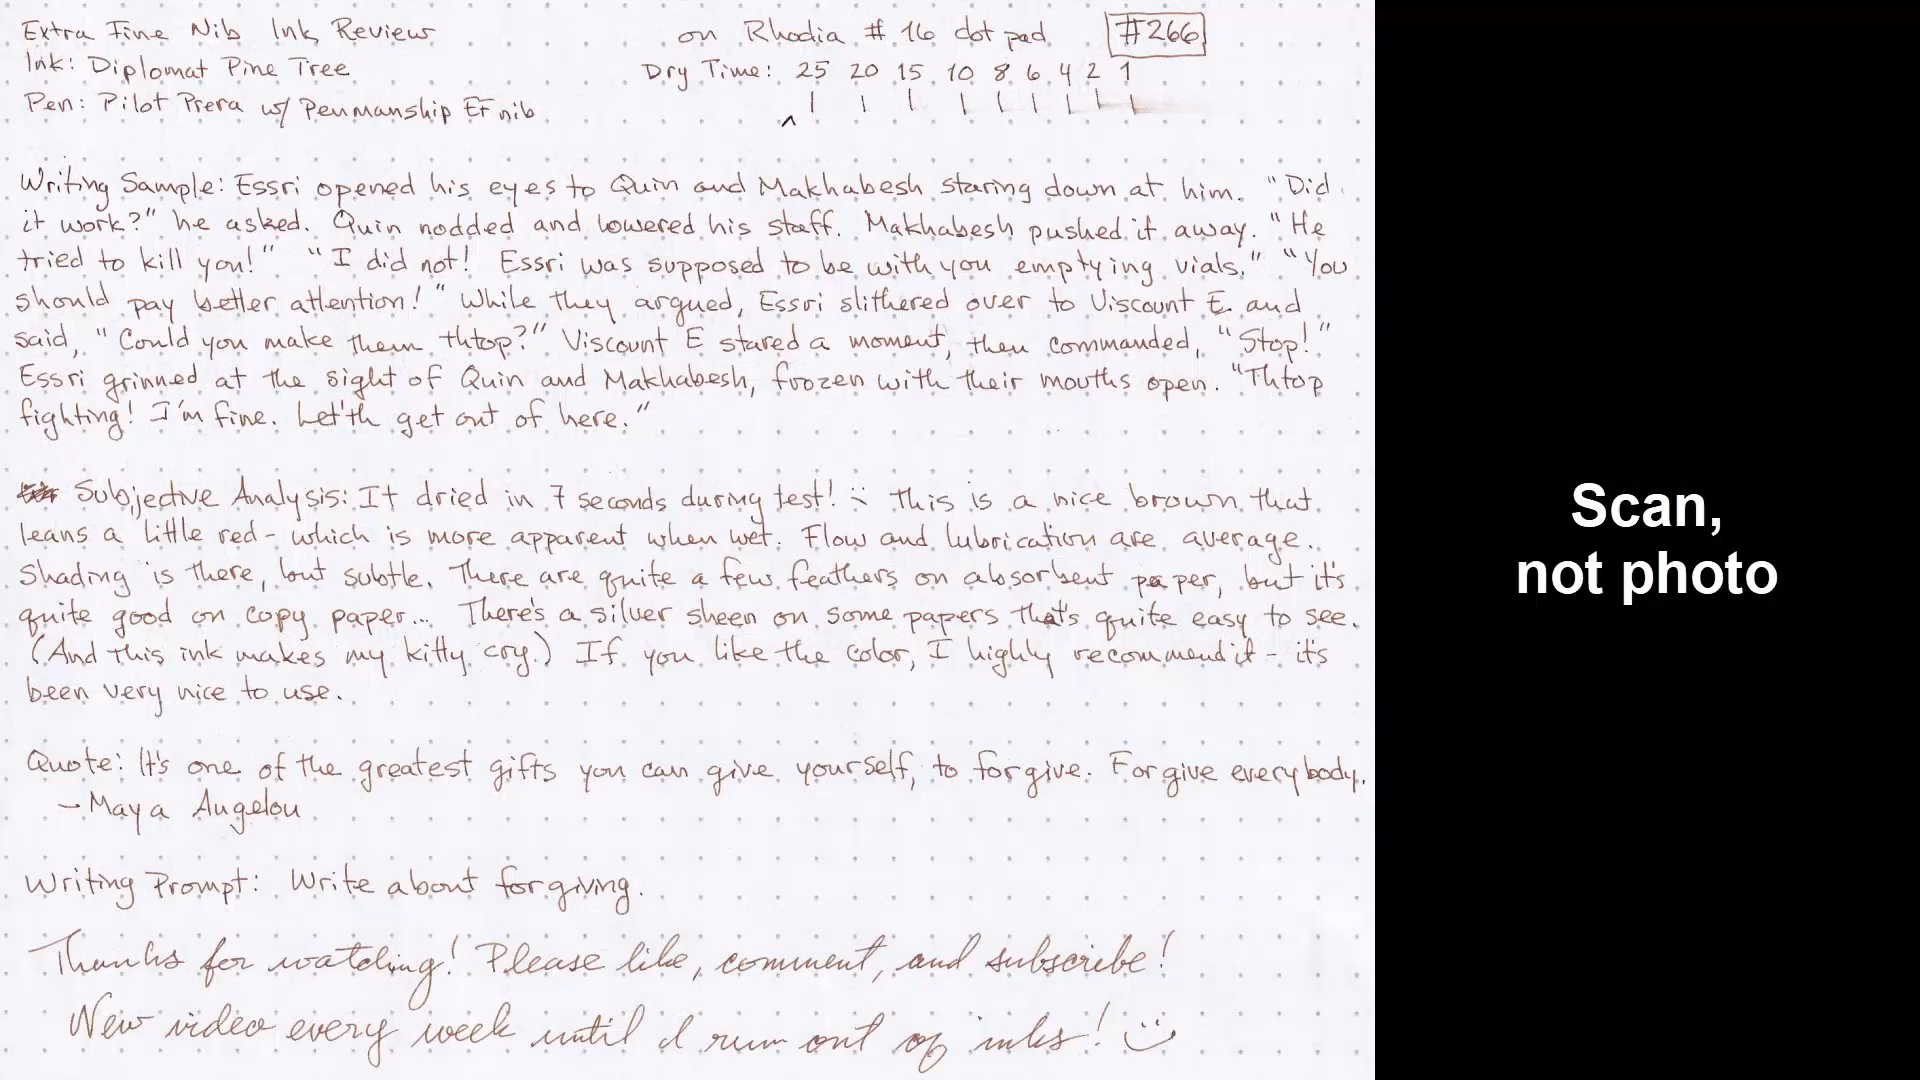 Extra Fine Nib Ink Review on Rhodia #16 dot pad #266
Ink: Diplomat Pine Tree Dry Time: 25 20 15 10 8 6 4 2 1
Pen: Pilot Prera w/ Penmanship EF nib
Writing Sample: Essri opened his eyes to Quin and Makhabesh staring down at him. "Did
it work?" he asked. Quin nodded and lowered his staff. Makhabesh pushed it away. "He
tried to kill you!" "I did not! Essri was supposed to be with you emptying vials." "You
should pay better attention!" While they argued, Essri slithered over to Viscount E and
said, "Could you make them thtop?" Viscount E stared a moment, then commanded, "Stop!"
Essri grinned at the sight of Quin and Makhabesh, frozen with their mouths open. "Thtop
fighting! I'm fine. Let'th get out of here."
Subjective Analysis: It dried in 7 seconds during test! :) This is a nice brown that
leans a little red - which is more apparent when wet. Flow and lubrication are average.
Shading is there, but subtle. There are quite a few feathers on absorbent paper, but it's
quite good on copy paper... There's a silver sheen on some papers that's quite easy to see.
(And this ink makes my kitty cry.) If you like the color, I highly recommend it - it's
been very nice to use.
Quote: It's one of the greatest gifts you can give yourself, to forgive. Forgive everybody.
- Maya Angelou
Writing Prompt: Write about forgiving.
Thanks for watching! Please like, comment, and subscribe!
New video every week until I run out of inks! :)
Scan,
not photo